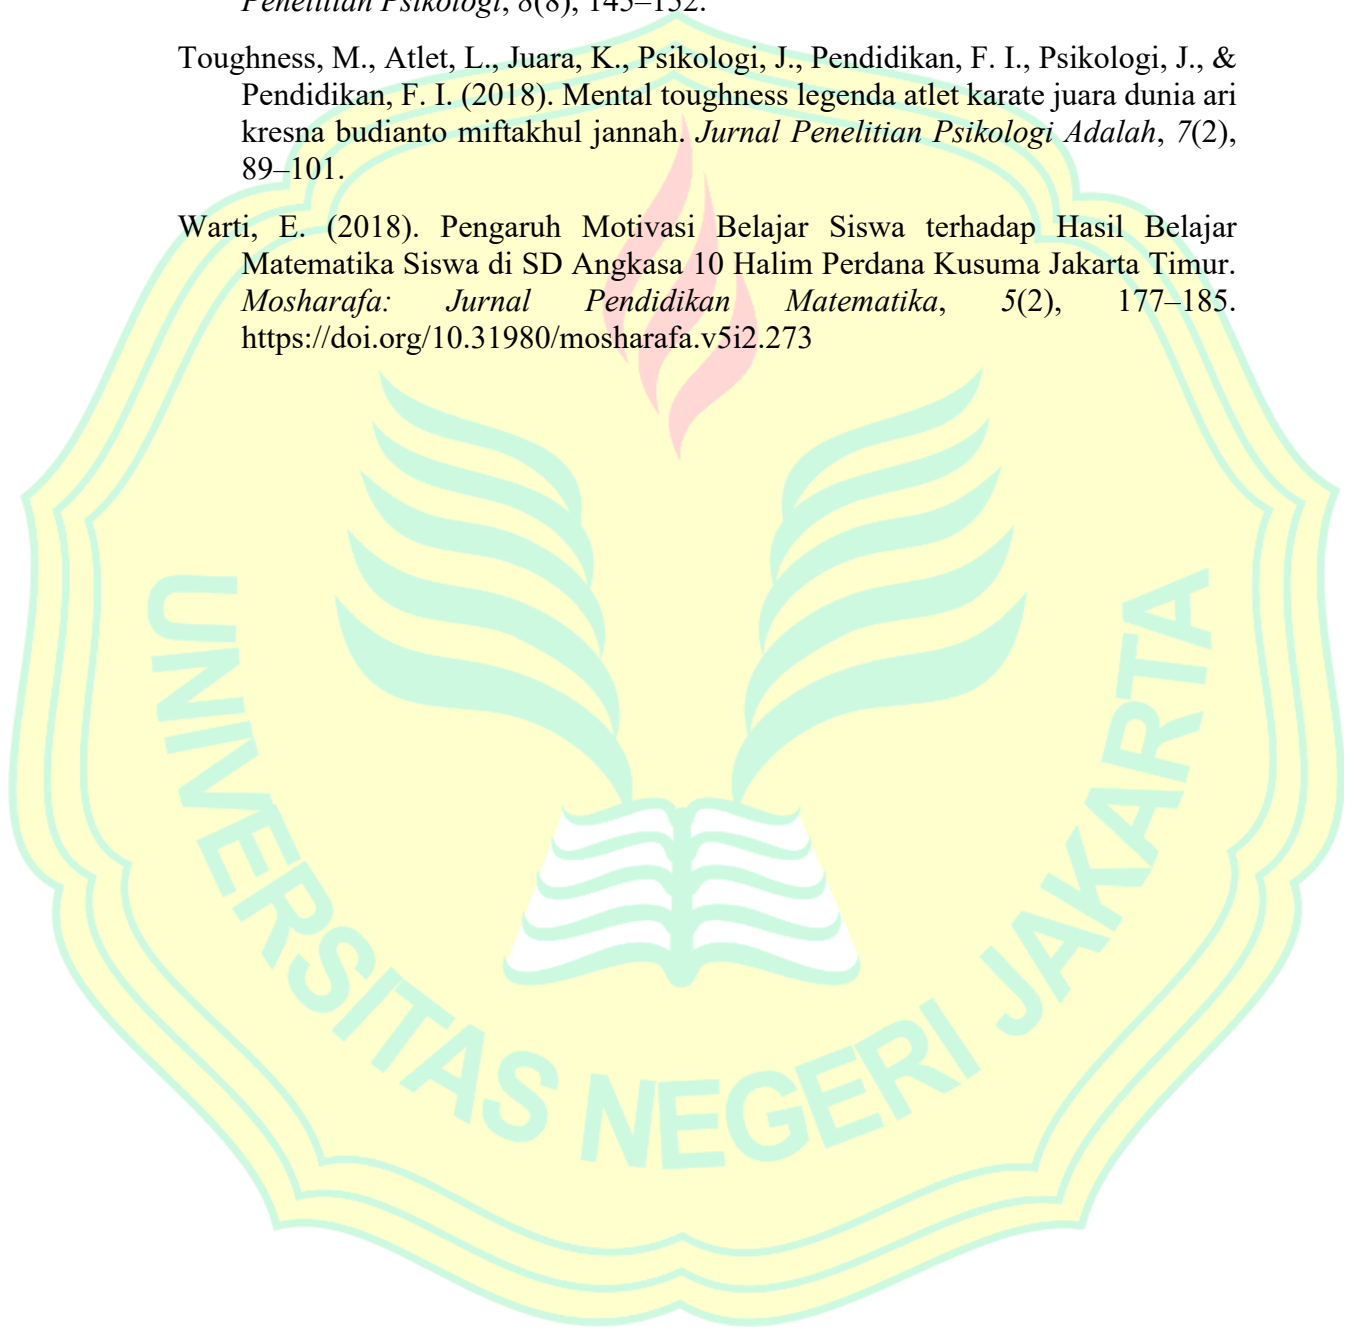 Penelitian Psikologi, 8(8), 145–152.
Toughness, M., Atlet, L., Juara, K., Psikologi, J., Pendidikan, F. I., Psikologi, J., &
Pendidikan, F. I. (2018). Mental toughness legenda atlet karate juara dunia ari
kresna budianto miftakhul jannah. Jurnal Penelitian Psikologi Adalah, 7(2),
89–101.
Warti, E. (2018). Pengaruh Motivasi Belajar Siswa terhadap Hasil Belajar
Matematika Siswa di SD Angkasa 10 Halim Perdana Kusuma Jakarta Timur.
Mosharafa: Jurnal Pendidikan Matematika, 5(2), 177–185.
https://doi.org/10.31980/mosharafa.v5i2.273
UNIVERSITAS NEGERI JAKARTA